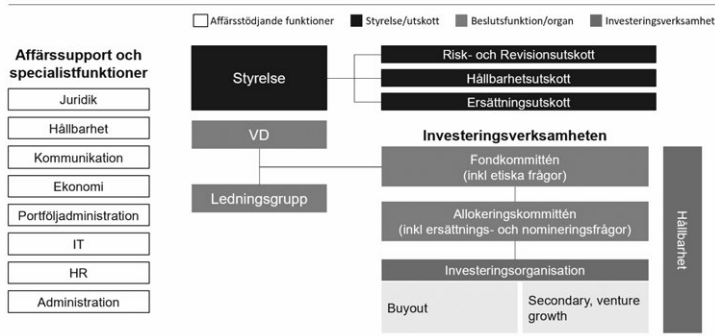 Affärsstödjande funktioner
Styrelse/utskott
Beslutsfunktion/organ
Investeringsverksamhet
Affärssupport och
specialistfunktioner
Juridik
Hållbarhet
Kommunikation
Ekonomi
Portföljadministration
IT
HR
Administration
Styrelse
Risk- och Revisionsutskott
Hållbarhetsutskott
Ersättningsutskott
VD
Ledningsgrupp
Investeringsverksamheten
Fondkommittén
(inkl etiska frågor)
Allokeringskommittén
(inkl ersättnings- och nomineringsfrågor)
Investeringsorganisation
Buyout
Secondary, venture
growth
Hållbarhet